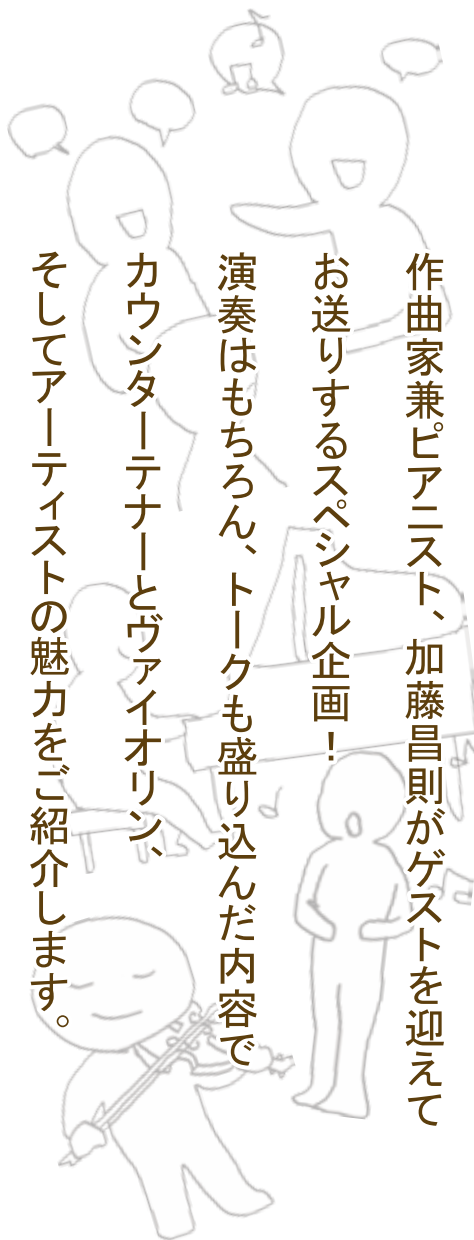 作曲家兼ピアニスト、加藤昌則がゲストを迎えて
お送りするスペシャル企画！
演奏はもちろん、トークも盛り込んだ内容で
カウンターテナーとヴァイオリン、
そしてアーティストの魅力をご紹介します。